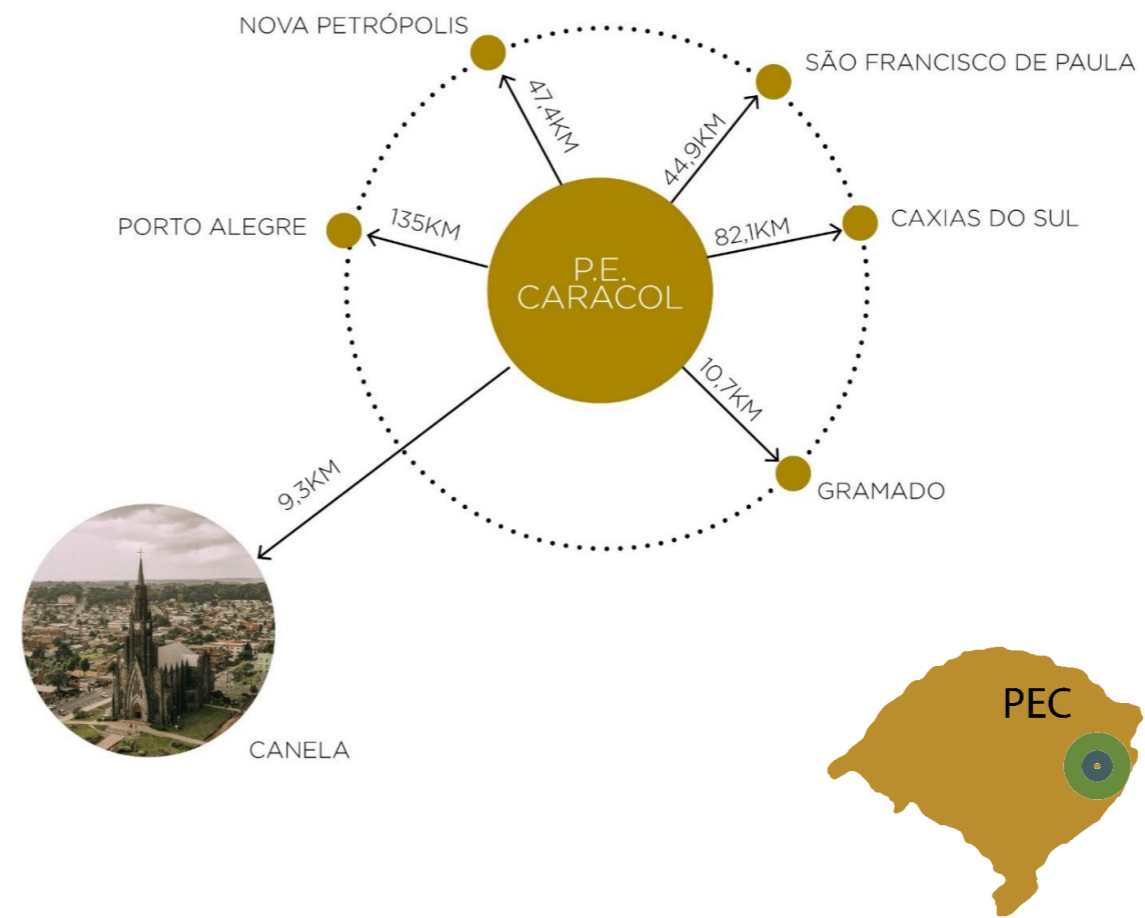 NOVA PETRÓPOLIS
SÃO FRANCISCO DE PAULA
47,4KM
44,9KM
PORTO ALEGRE
135KM
82,1KM
CAXIAS DO SUL
P.E.
CARACOL
10,7KM
9,3KM
GRAMADO
CANELA
PEC